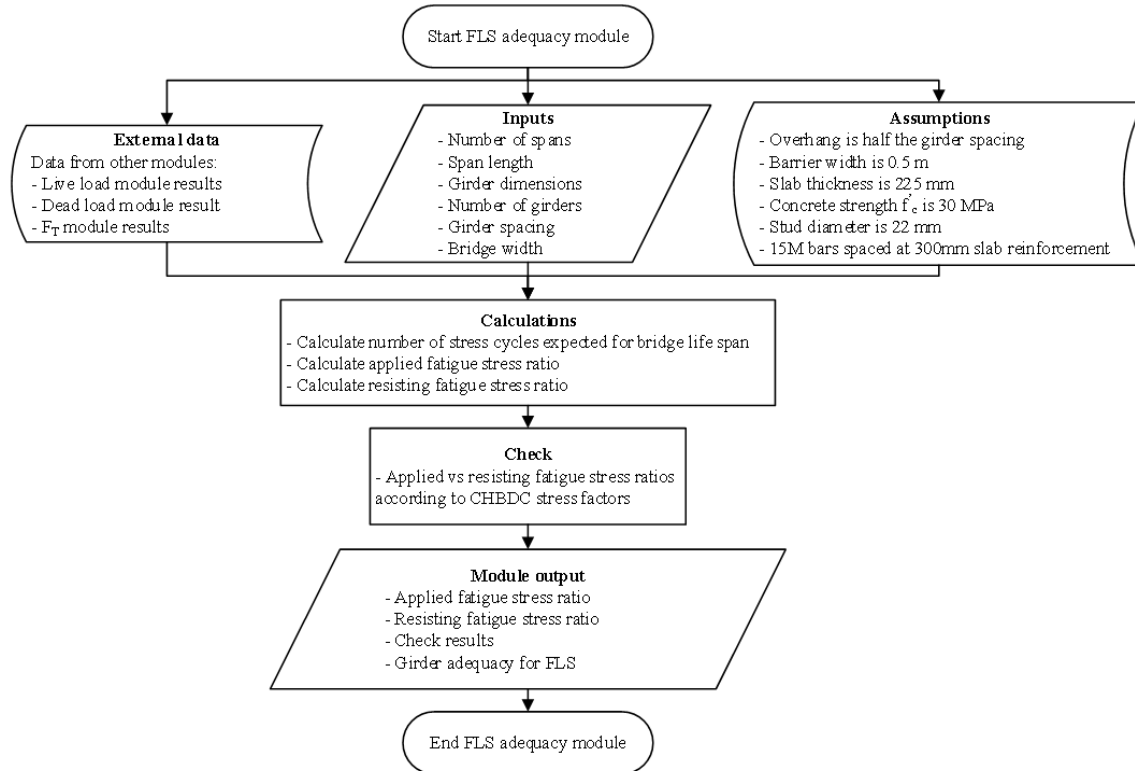 Start FLS adequacy module
External data
Data from other modules:
- Live load module results
- Dead load module result
- F_T module results
Inputs
- Number of spans
- Span length
- Girder dimensions
- Number of girders
- Girder spacing
- Bridge width
Assumptions
- Overhang is half the girder spacing
- Barrier width is 0.5 m
- Slab thickness is 225 mm
- Concrete strength f'_c is 30 MPa
- Stud diameter is 22 mm
- 15M bars spaced at 300mm slab reinforcement
Calculations
- Calculate number of stress cycles expected for bridge life span
- Calculate applied fatigue stress ratio
- Calculate resisting fatigue stress ratio
Check
- Applied vs resisting fatigue stress ratios
according to CHBDC stress factors
Module output
- Applied fatigue stress ratio
- Resisting fatigue stress ratio
- Check results
- Girder adequacy for FLS
End FLS adequacy module